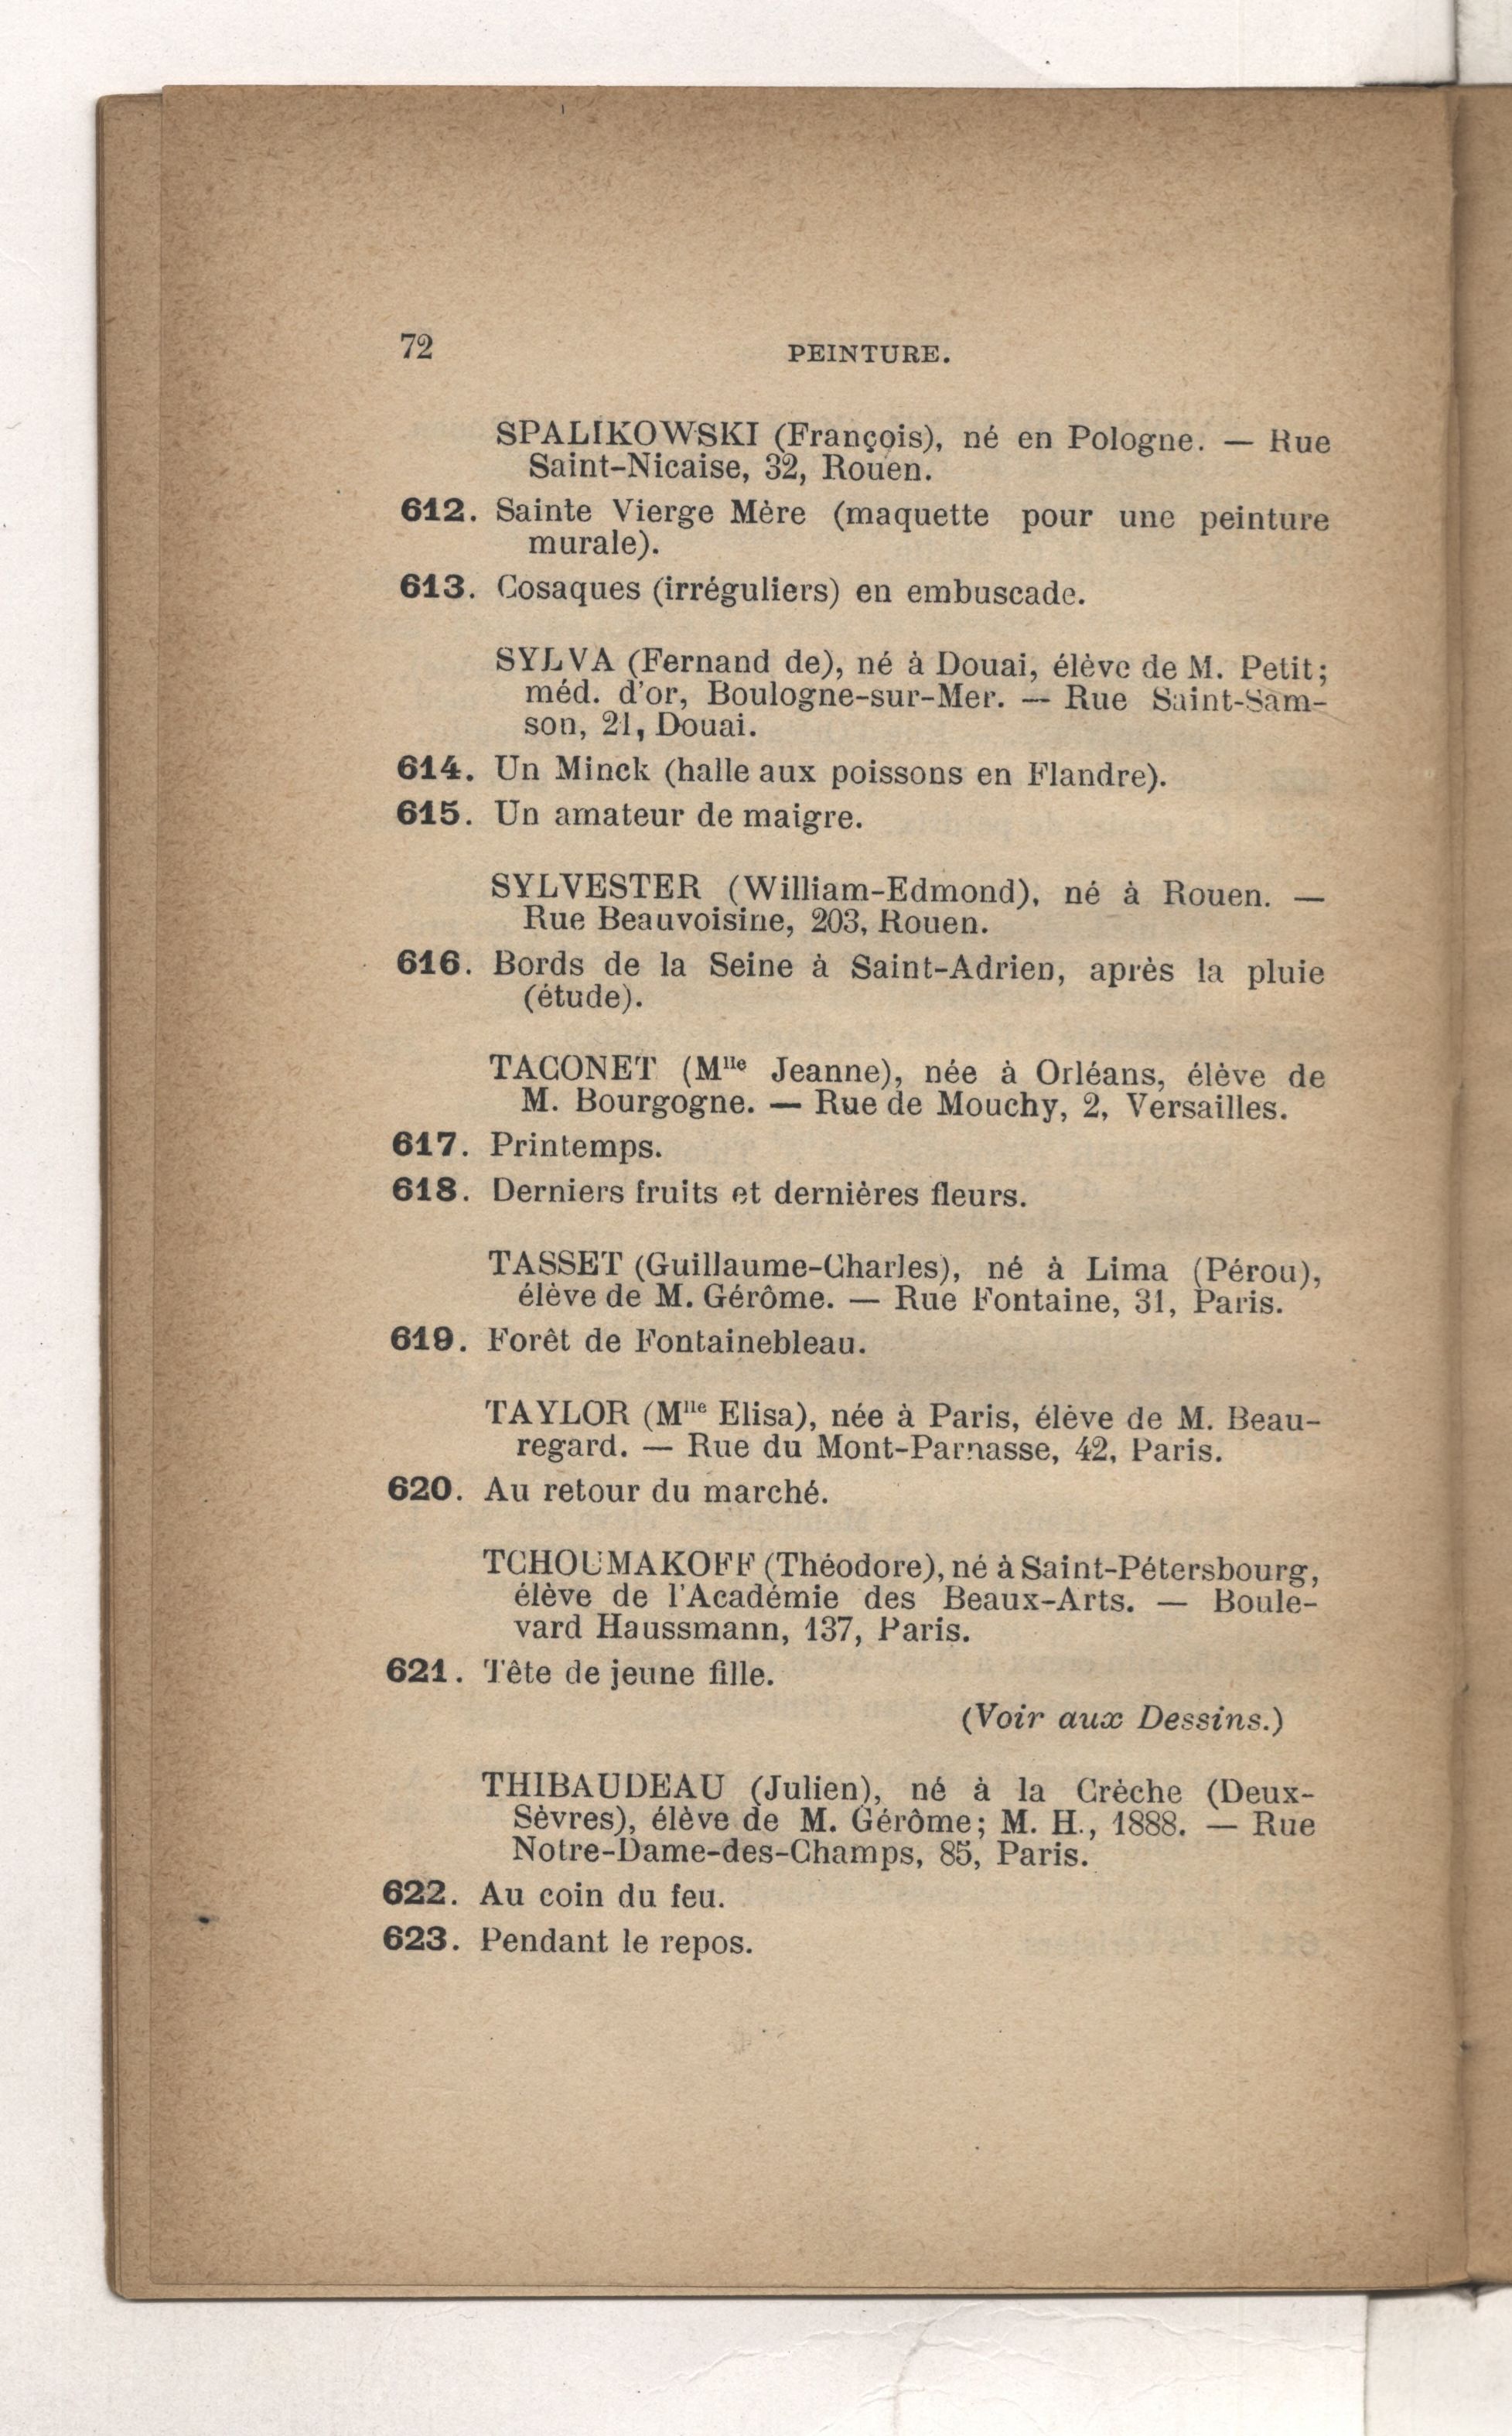 72
PEINTURE.
SPALIKOWSKI (François), né en Pologne. — Rue
Saint-Nicaise, 32, Rouen.
612. Sainte Vierge Mère (maquette pour une peinture
murale).
613. Cosaques (irréguliers) en embuscade.
SYLVA (Fernand de), né à Douai, élève de M. Petit;
méd. d'or, Boulogne-sur-Mer. — Rue Saint-Sam-
son, 21, Douai.
614. Un Minck (halle aux poissons en Flandre).
615. Un amateur de maigre.
SYLVESTER (William-Edmond), né à Rouen. —
Rue Beauvoisine, 203, Rouen.
616. Bords de la Seine à Saint-Adrien, après la pluie
(étude).
TACONET (Mlle Jeanne), née à Orléans, élève de
M. Bourgogne. — Rue de Mouchy, 2, Versailles.
617. Printemps.
618. Derniers fruits et dernières fleurs.
TASSET (Guillaume-Charles), né à Lima (Pérou),
élève de M. Gérôme. — Rue Fontaine, 31, Paris.
619. Forêt de Fontainebleau.
TAYLOR (Mlle Elisa), née à Paris, élève de M. Beau-
regard. — Rue du Mont-Parnasse, 42, Paris.
620. Au retour du marché.
TCHOUMAKOFF (Théodore), né à Saint-Pétersbourg,
élève de l'Académie des Beaux-Arts. — Boule-
vard Haussmann, 137, Paris.
621. Tête de jeune fille.
(Voir aux Dessins.)
THIBAUDEAU (Julien), né à la Crèche (Deux-
Sèvres), élève de M. Gérôme; M. H., 1888. — Rue
Notre-Dame-des-Champs, 85, Paris.
622. Au coin du feu.
623. Pendant le repos.